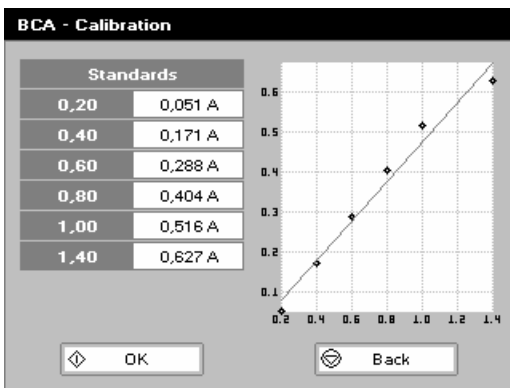 BCA - Calibration
Standards
0,20 0,051 A
0,40 0,171 A
0,60 0,288 A
0,80 0,404 A
1,00 0,516 A
1,40 0,627 A
0.6
0.5
0.4
0.3
0.2
0.1
0.2 0.4 0.6 0.8 1.0 1.2 1.4
OK Back